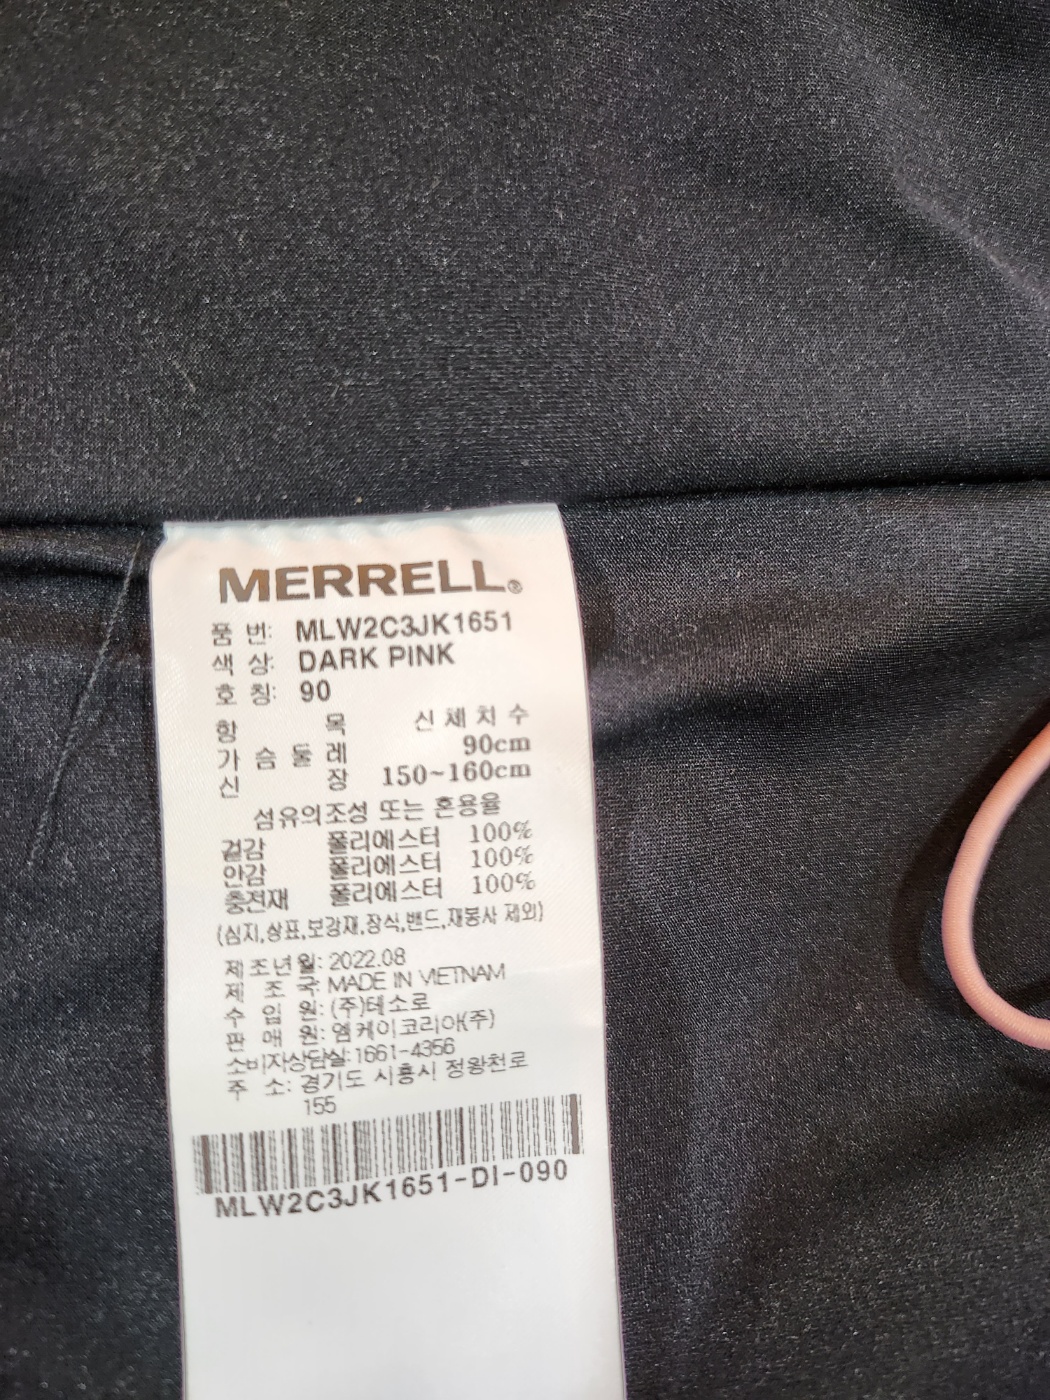 MERRELL®
품 번: MLW2C3JK1651
색 상: DARK PINK
호 칭: 90
항 목 신체치수
가슴둘레 90cm
신 장 150~160cm
섬유의조성 또는 혼용율
겉감 폴리에스터 100%
안감 폴리에스터 100%
충전재 폴리에스터 100%
(심지,상표,보강재,장식,밴드,재봉사 제외)
제조년월: 2022.08
제 조 국: MADE IN VIETNAM
수 입 원: (주)테소로
판 매 원: 엠케이코리아(주)
소비자상담실:1661-4356
주 소: 경기도 시흥시 정왕천로
155
MLW2C3JK1651-DI-090